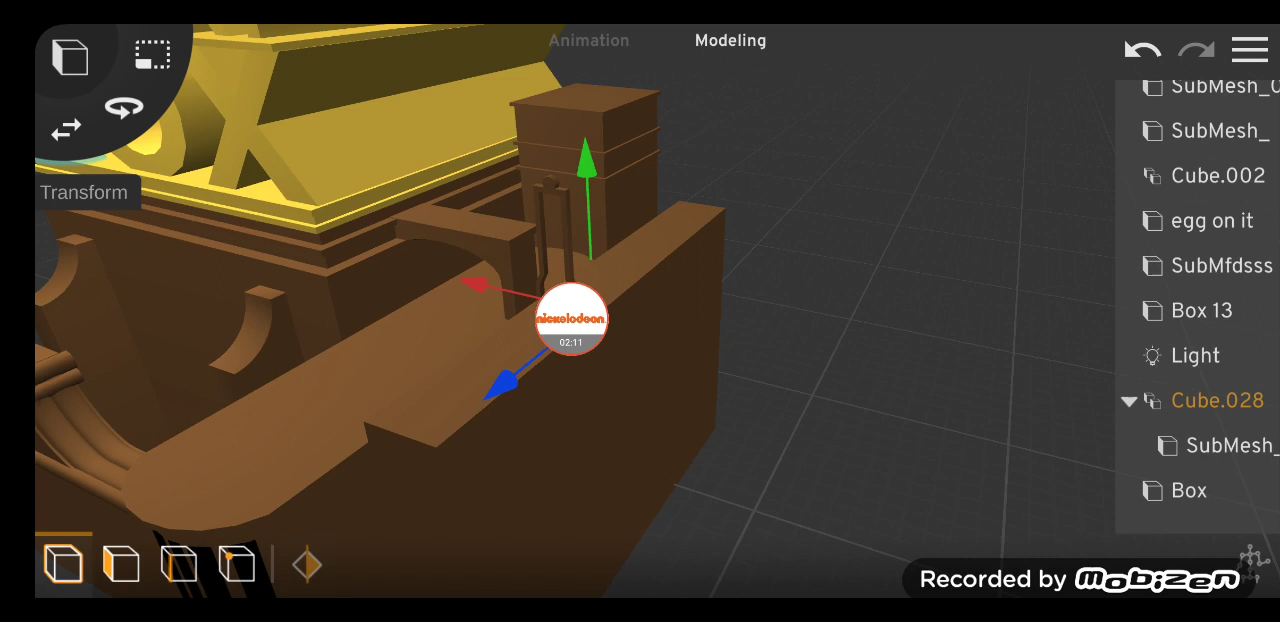 Animation
Modeling
SubMesh_0
SubMesh_
Cube.002
Transform
egg on it
SubMfdsss
Box 13
nickelodeon
02:11
Light
Cube.028
SubMesh_
Box
Recorded by Mobizen